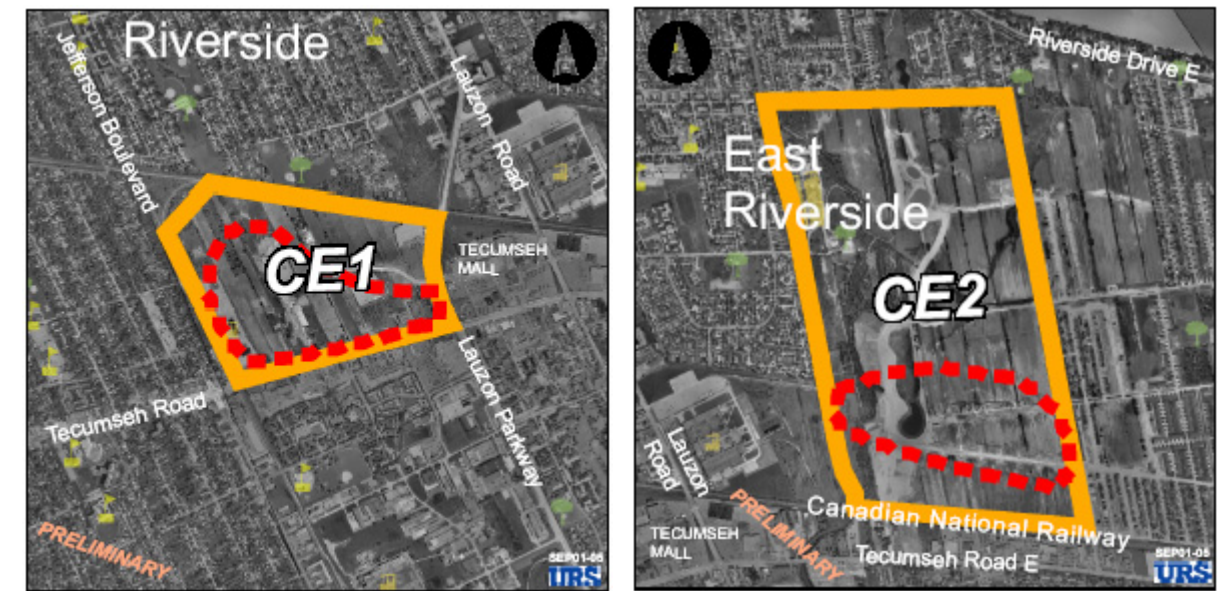 Riverside
Jefferson Boulevard
Lauzon
Road
CE1
TECUMSEH
MALL
Tecumseh Road
Lauzon Parkway
PRELIMINARY
SEP01-05
URS
Riverside Drive E
East
Riverside
CE2
Lauzon
Road
PRELIMINARY
Canadian National Railway
TECUMSEH
MALL
Tecumseh Road E
SEP01-05
URS